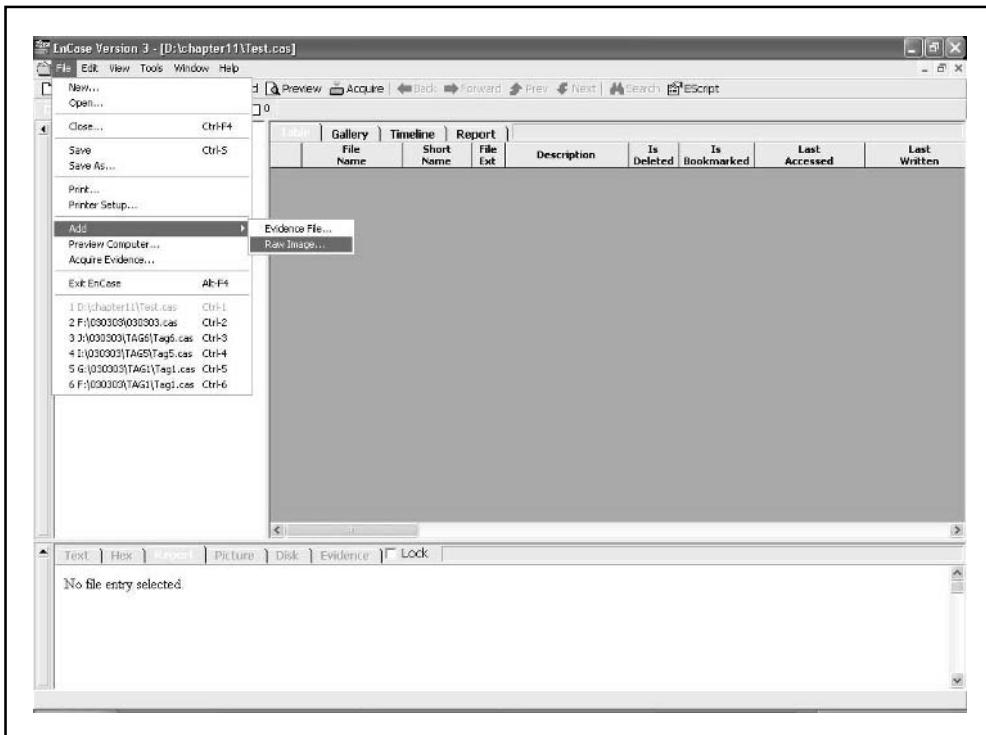 EnCase Version 3 - [D:\chapter11\Test.cas]
File Edit View Tools Window Help
New...
Open...
Close... Ctrl-F4
Save Ctrl-S
Save As...
Print...
Printer Setup...
Add
Preview Computer...
Acquire Evidence...
Exit EnCase Alt-F4
1 D:\chapter11\Test.cas Ctrl-1
2 F:\030303\030303.cas Ctrl-2
3 J:\030303\TAG6\Tag6.cas Ctrl-3
4 I:\030303\TAG5\Tag5.cas Ctrl-4
5 G:\030303\TAG1\Tag1.cas Ctrl-5
6 F:\030303\TAG1\Tag1.cas Ctrl-6
Evidence File...
Raw Image...
Preview Acquire Back Forward Prev Next Search EScript
0
Table Gallery Timeline Report
File Name Short Name File Ext Description Is Deleted Is Bookmarked Last Accessed Last Written
Text Hex Report Picture Disk Evidence Lock
No file entry selected.